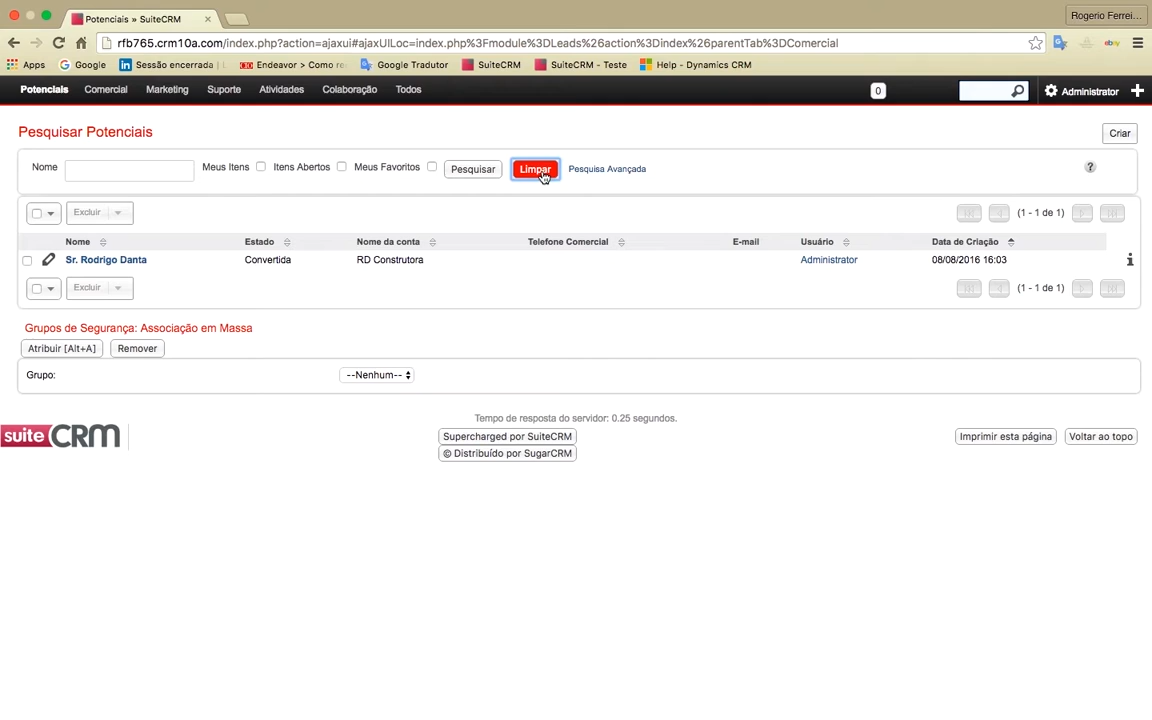 Potenciais » SuiteCRM
Rogerio Ferrei...
rfb765.crm10a.com/index.php?action=ajaxui#ajaxUILoc=index.php%3Fmodule%3DLeads%26action%3Dindex%26parentTab%3DComercial
Apps Google Sessão encerrada | Endeavor > Como Google Tradutor SuiteCRM SuiteCRM - Teste Help - Dynamics CRM
Potenciais Comercial Marketing Suporte Atividades Colaboração Todos 0 Administrator
Pesquisar Potenciais
Criar
Nome Meus Itens Itens Abertos Meus Favoritos Pesquisar Limpar Pesquisa Avançada ?
Excluir (1 - 1 de 1)
Nome Estado Nome da conta Telefone Comercial E-mail Usuário Data de Criação
Sr. Rodrigo Danta Convertida RD Construtora Administrator 08/08/2016 16:03
Excluir (1 - 1 de 1)
Grupos de Segurança: Associação em Massa
Atribuir [Alt+A] Remover
Grupo: --Nenhum--
Tempo de resposta do servidor: 0.25 segundos.
suiteCRM Supercharged por SuiteCRM Imprimir esta página Voltar ao topo
© Distribuído por SugarCRM